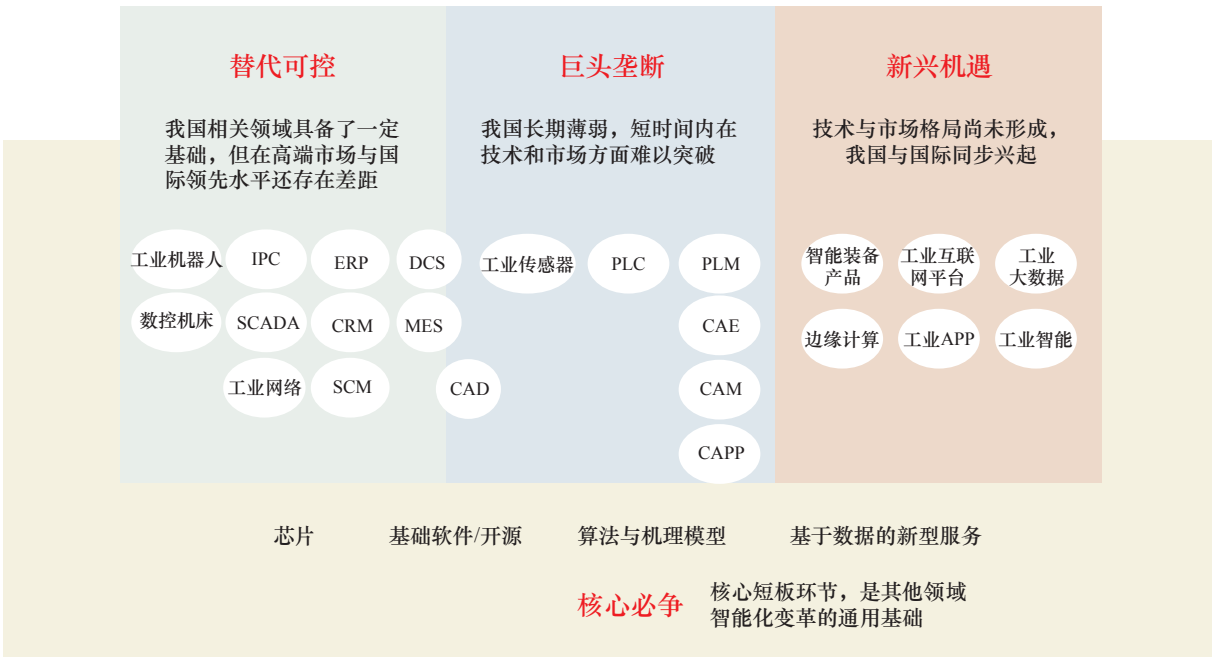 替代可控
我国相关领域具备了一定
基础，但在高端市场与国
际领先水平还存在差距
工业机器人
IPC
ERP
DCS
数控机床
SCADA
CRM
MES
工业网络
SCM
CAD
巨头垄断
我国长期薄弱，短时间内在
技术和市场方面难以突破
工业传感器
PLC
PLM
CAE
CAM
CAPP
新兴机遇
技术与市场格局尚未形成，
我国与国际同步兴起
智能装备
产品
工业互联
网平台
工业
大数据
边缘计算
工业APP
工业智能
芯片
基础软件/开源
算法与机理模型
基于数据的新型服务
核心必争
核心短板环节，是其他领域
智能化变革的通用基础